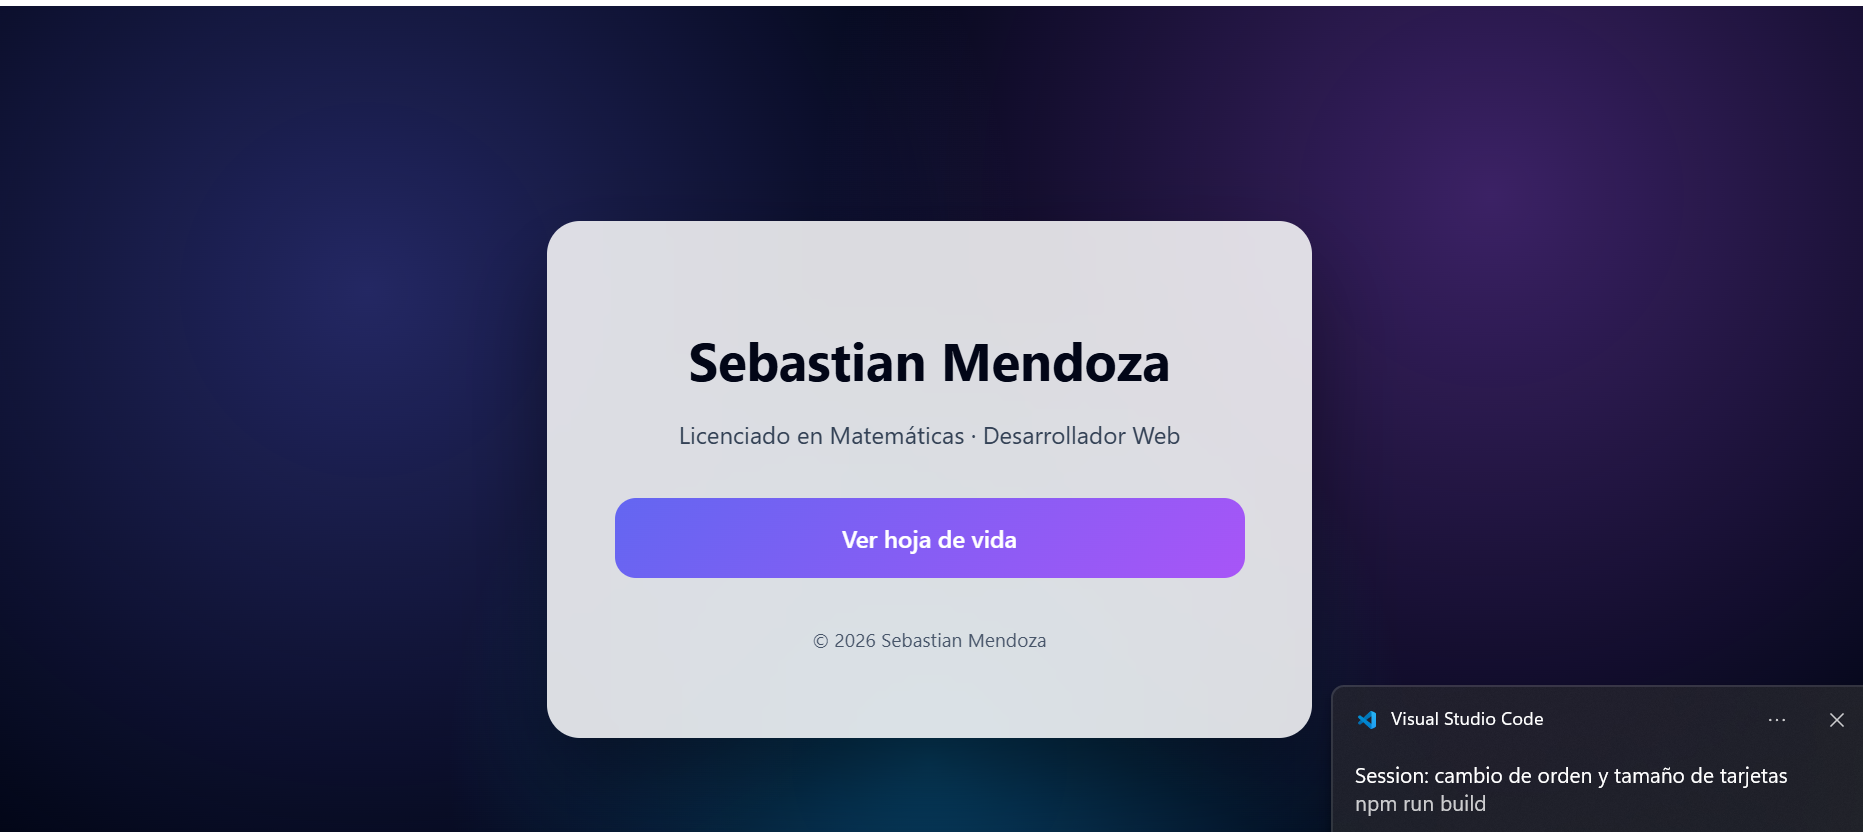 Sebastian Mendoza
Licenciado en Matemáticas · Desarrollador Web
Ver hoja de vida
© 2026 Sebastian Mendoza
Visual Studio Code
Session: cambio de orden y tamaño de tarjetas
npm run build